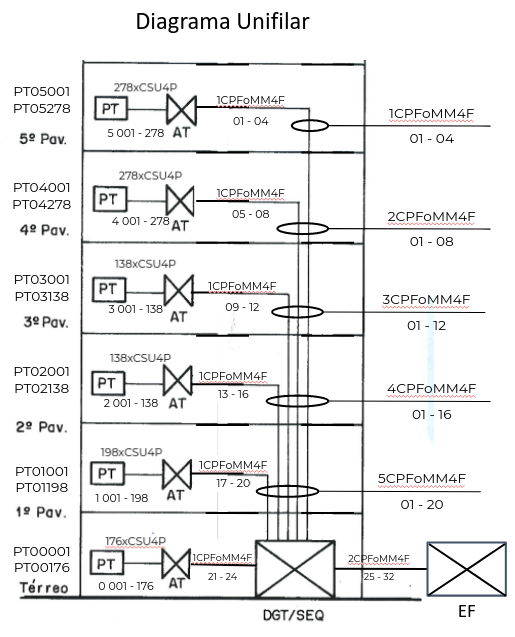 Diagrama Unifilar
PT05001
PT05278
5º Pav.
278xCSU4P
PT
5 001 - 278
AT
1CPFoMM4F
01 - 04
1CPFoMM4F
01 - 04
PT04001
PT04278
4º Pav.
278xCSU4P
PT
4 001 - 278
AT
1CPFoMM4F
05 - 08
2CPFoMM4F
01 - 08
PT03001
PT03138
3º Pav.
138xCSU4P
PT
3 001 - 138
AT
1CPFoMM4F
09 - 12
3CPFoMM4F
01 - 12
PT02001
PT02138
2º Pav.
138xCSU4P
PT
2 001 - 138
AT
1CPFoMM4F
13 - 16
4CPFoMM4F
01 - 16
PT01001
PT01198
1º Pav.
198xCSU4P
PT
1 001 - 198
AT
1CPFoMM4F
17 - 20
5CPFoMM4F
01 - 20
PT00001
PT00176
Térreo
176xCSU4P
PT
0 001 - 176
AT
1CPFoMM4F
21 - 24
DGT/SEQ
2CPFoMM4F
25 - 32
EF